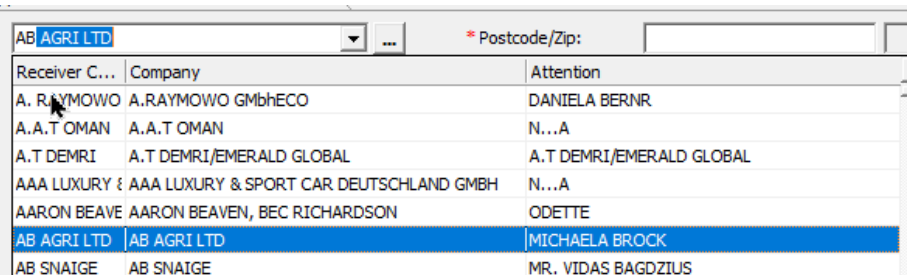 AB AGRI LTD ... * Postcode/Zip:
Receiver C... Company Attention
A. RAYMOWO A.RAYMOWO GMbhECO DANIELA BERNR
A.A.T OMAN A.A.T OMAN N...A
A.T DEMRI A.T DEMRI/EMERALD GLOBAL A.T DEMRI/EMERALD GLOBAL
AAA LUXURY & AAA LUXURY & SPORT CAR DEUTSCHLAND GMBH N...A
AARON BEAVE AARON BEAVEN, BEC RICHARDSON ODETTE
AB AGRI LTD AB AGRI LTD MICHAELA BROCK
AB SNAIGE AB SNAIGE MR. VIDAS BAGDZIUS